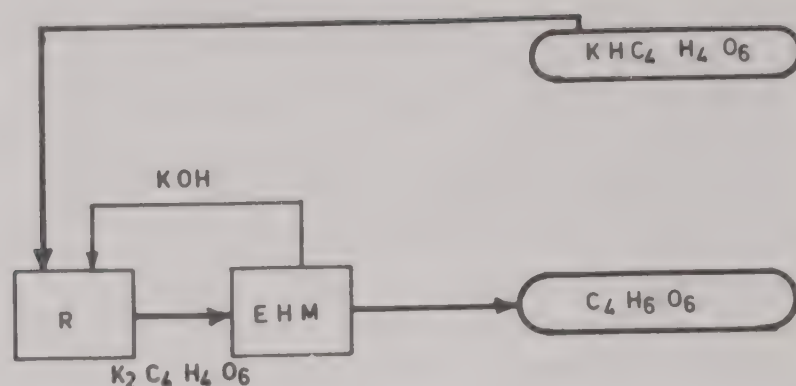 KHC₄ H₄ O₆
KOH
R
EHM
C₄ H₆ O₆
K₂ C₄ H₄ O₆